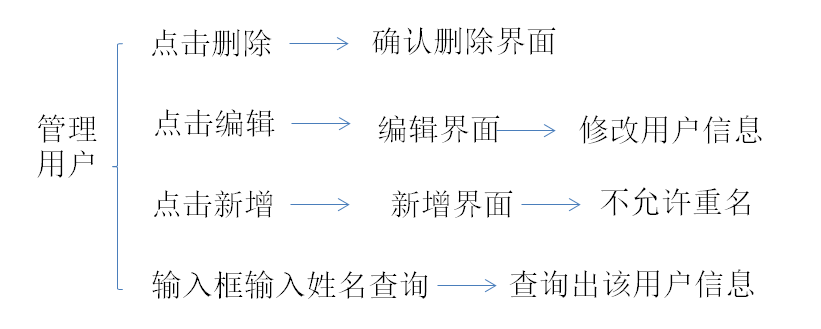 管理
用户
点击删除 确认删除界面
点击编辑 编辑界面 修改用户信息
点击新增 新增界面 不允许重名
输入框输入姓名查询 查询出该用户信息